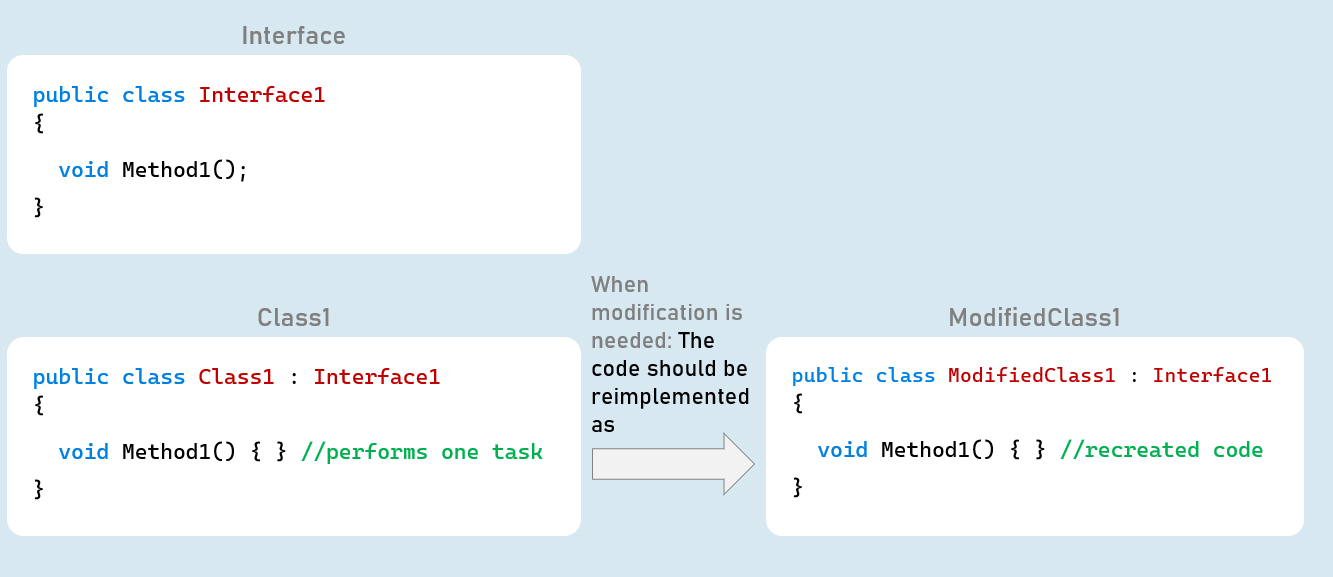 Interface
public class Interface1
{
void Method1();
}
Class1
public class Class1 : Interface1
{
void Method1() { } //performs one task
}
When
modification is
needed: The
code should be
reimplemented
as
ModifiedClass1
public class ModifiedClass1 : Interface1
{
void Method1() { } //recreated code
}